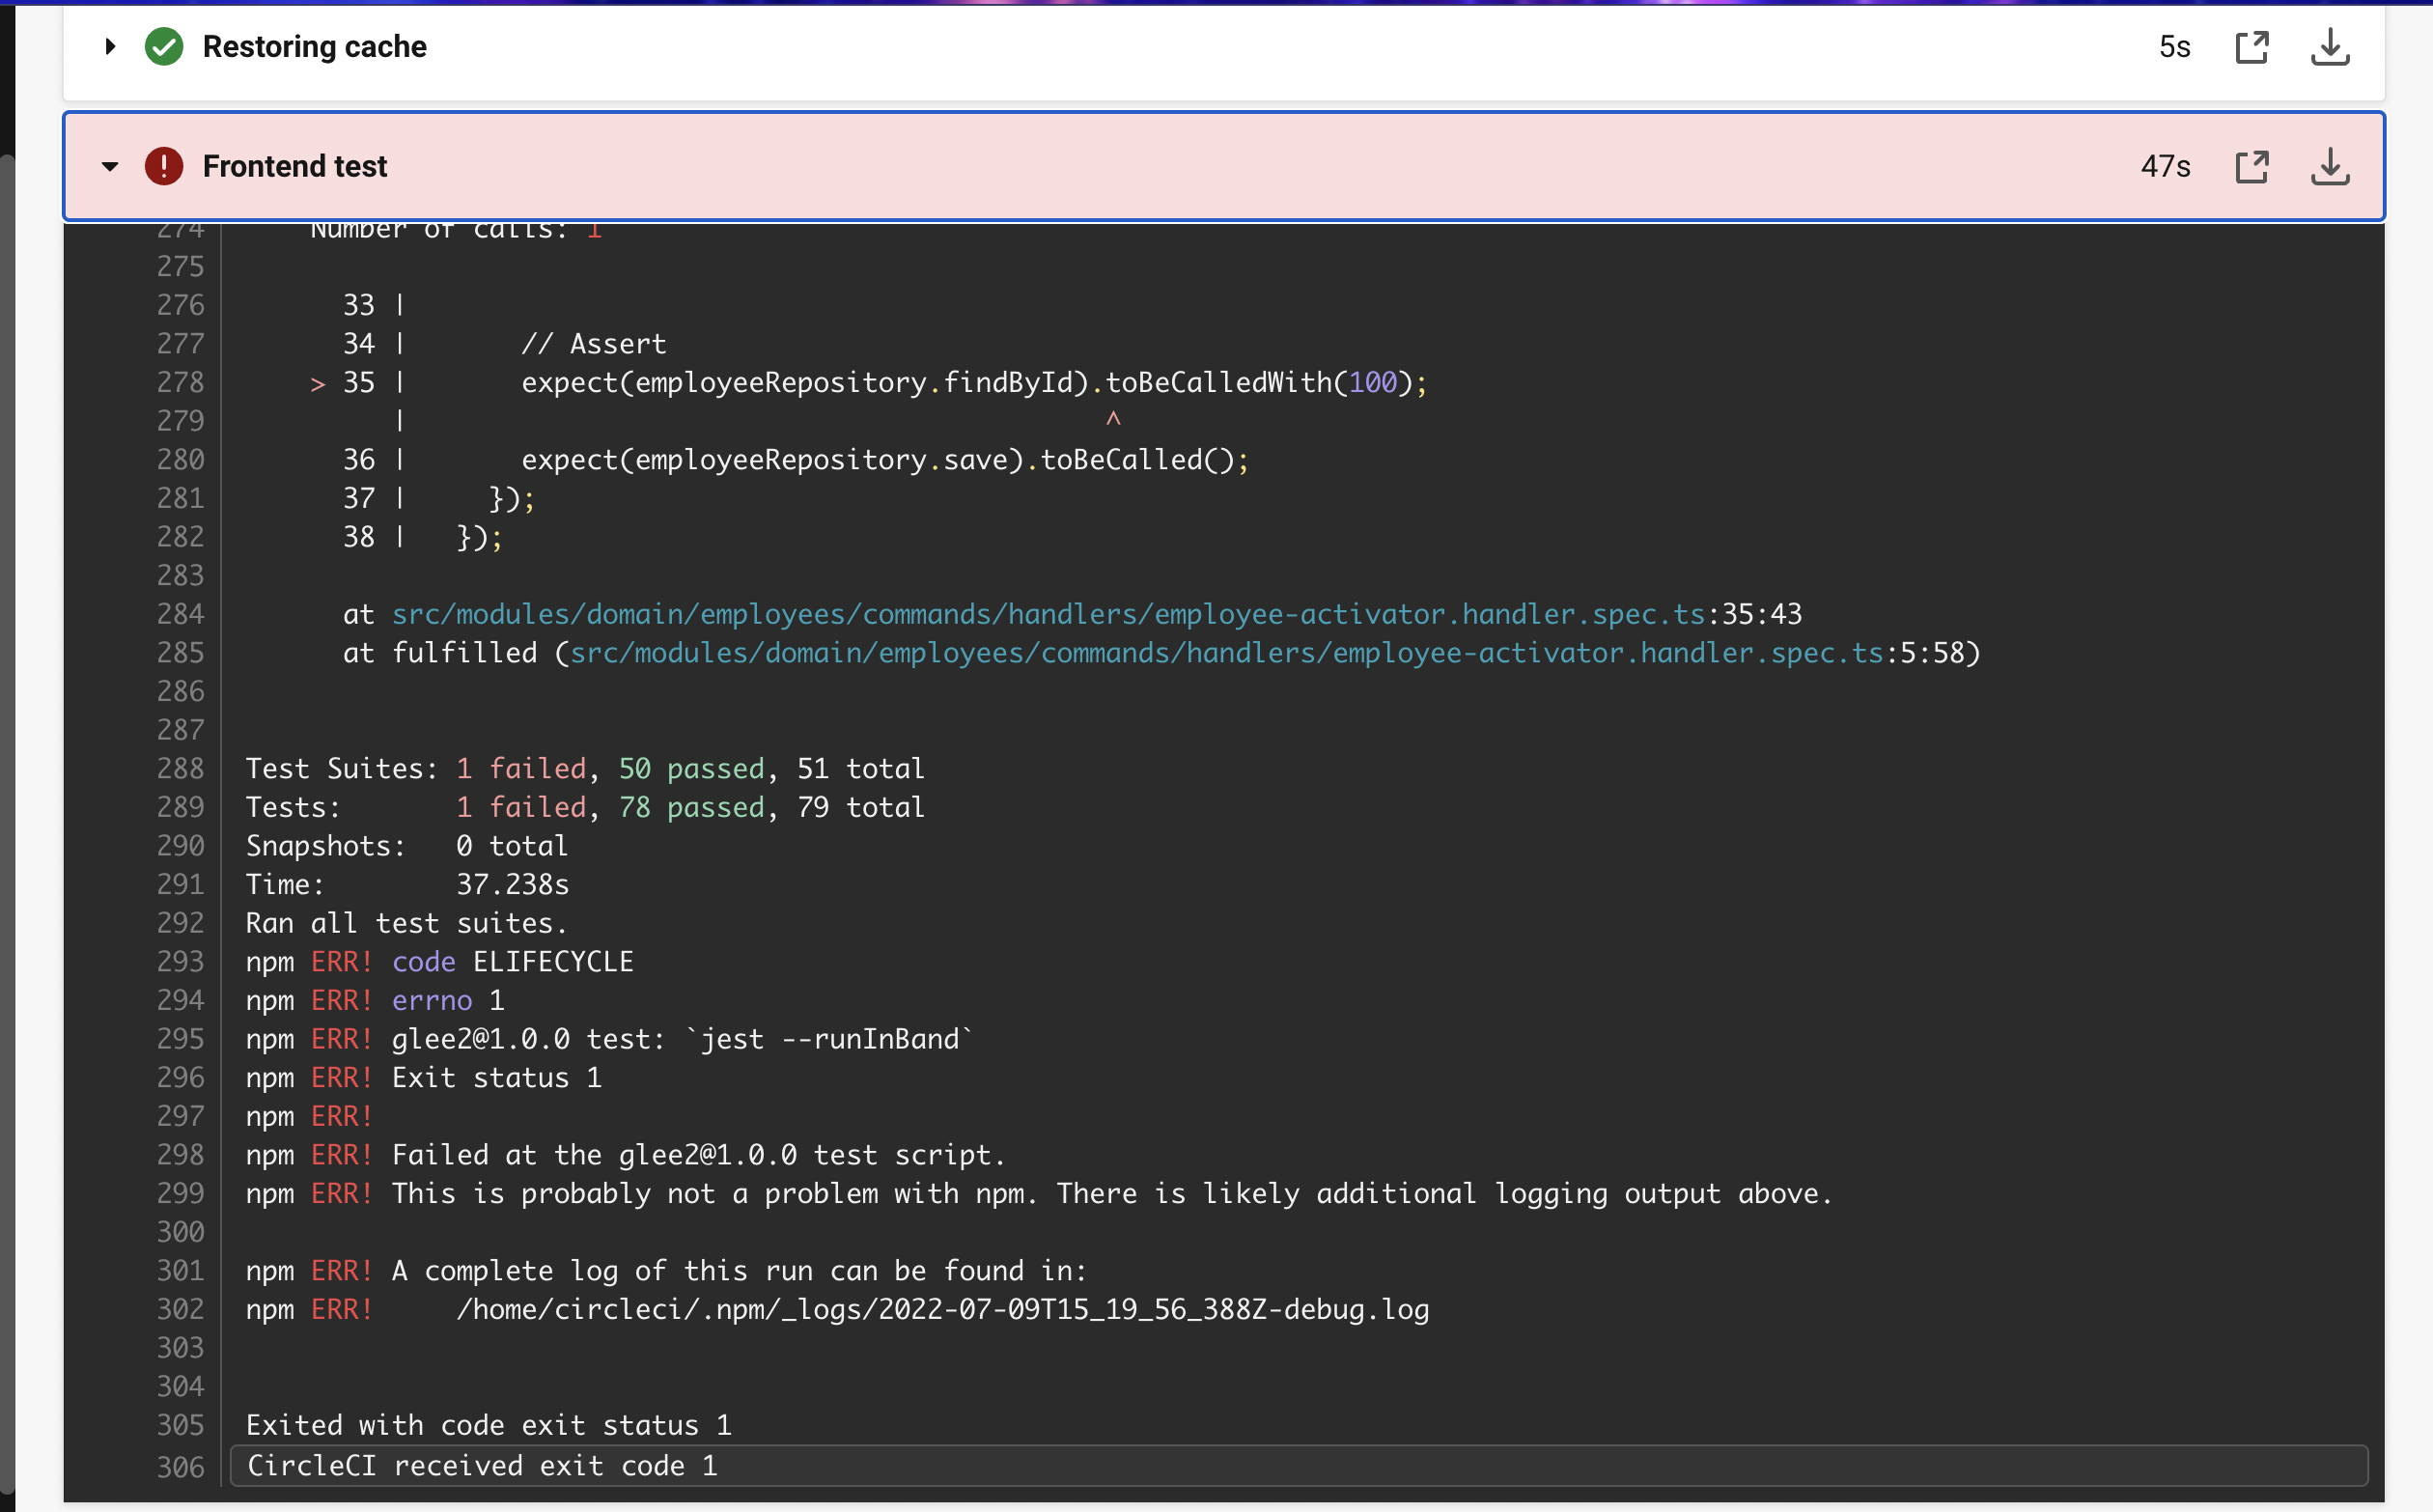 Restoring cache 5s
Frontend test 47s
274 Number of calls: 1
275
276 33 |
277 34 | // Assert
278 > 35 | expect(employeeRepository.findById).toBeCalledWith(100);
279 | ^
280 36 | expect(employeeRepository.save).toBeCalled();
281 37 | });
282 38 | });
283
284 at src/modules/domain/employees/commands/handlers/employee-activator.handler.spec.ts:35:43
285 at fulfilled (src/modules/domain/employees/commands/handlers/employee-activator.handler.spec.ts:5:58)
286
287
288 Test Suites: 1 failed, 50 passed, 51 total
289 Tests: 1 failed, 78 passed, 79 total
290 Snapshots: 0 total
291 Time: 37.238s
292 Ran all test suites.
293 npm ERR! code ELIFECYCLE
294 npm ERR! errno 1
295 npm ERR! glee2@1.0.0 test: `jest --runInBand`
296 npm ERR! Exit status 1
297 npm ERR!
298 npm ERR! Failed at the glee2@1.0.0 test script.
299 npm ERR! This is probably not a problem with npm. There is likely additional logging output above.
300
301 npm ERR! A complete log of this run can be found in:
302 npm ERR! /home/circleci/.npm/_logs/2022-07-09T15_19_56_388Z-debug.log
303
304
305 Exited with code exit status 1
306 CircleCI received exit code 1